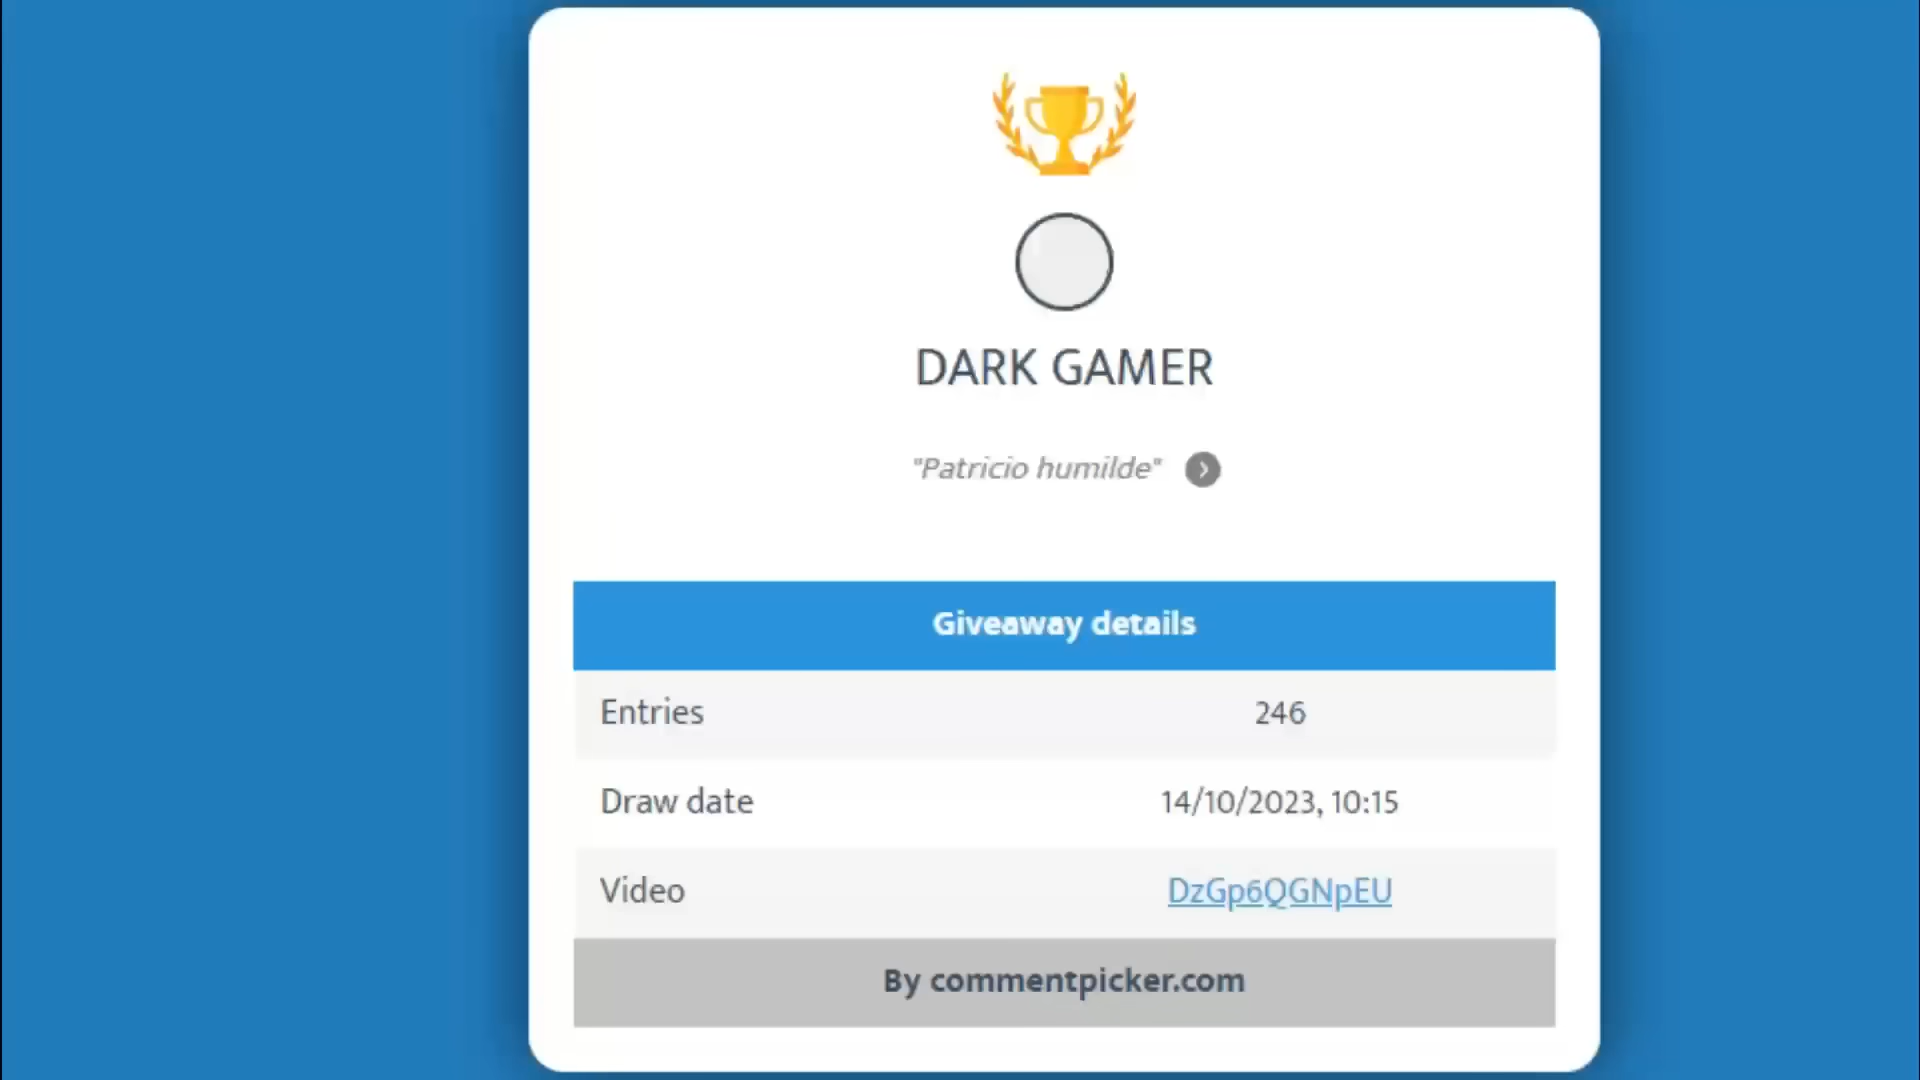 DARK GAMER
"Patricio humilde"
Giveaway details
Entries 246
Draw date 14/10/2023, 10:15
Video DzGp6QGNpEU
By commentpicker.com